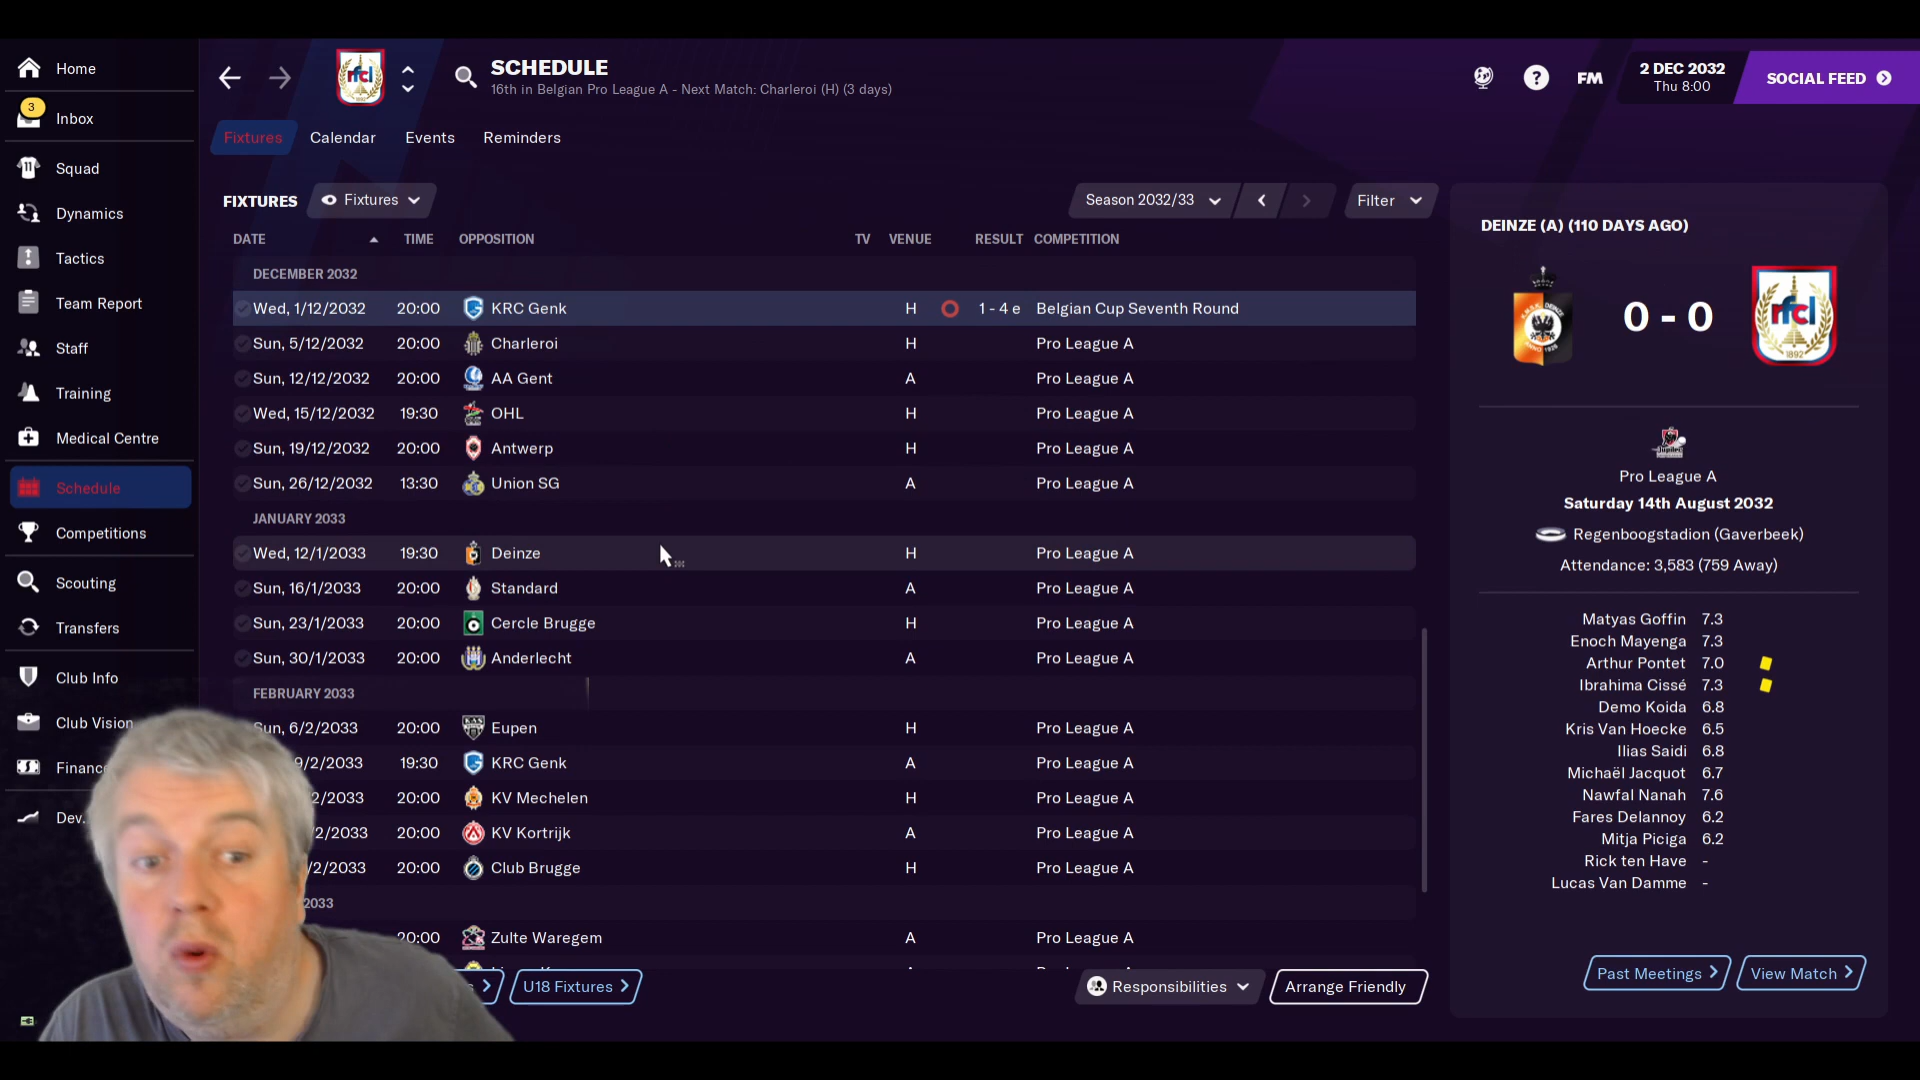 Home
3
Inbox
Squad
Dynamics
Tactics
Team Report
Staff
Training
Medical Centre
Schedule
Competitions
Scouting
Transfers
Club Info
Club Vision
Financ
Dev.
rfcl
SCHEDULE
16th in Belgian Pro League A - Next Match: Charleroi (H) (3 days)
FM
2 DEC 2032
Thu 8:00
SOCIAL FEED
Fixtures
Calendar
Events
Reminders
FIXTURES
Fixtures
Season 2032/33
Filter
DATE TIME OPPOSITION TV VENUE RESULT COMPETITION
DECEMBER 2032
Wed, 1/12/2032 20:00 KRC Genk H 1 - 4 e Belgian Cup Seventh Round
Sun, 5/12/2032 20:00 Charleroi H Pro League A
Sun, 12/12/2032 20:00 AA Gent A Pro League A
Wed, 15/12/2032 19:30 OHL H Pro League A
Sun, 19/12/2032 20:00 Antwerp H Pro League A
Sun, 26/12/2032 13:30 Union SG A Pro League A
JANUARY 2033
Wed, 12/1/2033 19:30 Deinze H Pro League A
Sun, 16/1/2033 20:00 Standard A Pro League A
Sun, 23/1/2033 20:00 Cercle Brugge H Pro League A
Sun, 30/1/2033 20:00 Anderlecht A Pro League A
FEBRUARY 2033
Sun, 6/2/2033 20:00 Eupen H Pro League A
9/2/2033 19:30 KRC Genk A Pro League A
2/2033 20:00 KV Mechelen H Pro League A
2/2033 20:00 KV Kortrijk A Pro League A
/2/2033 20:00 Club Brugge H Pro League A
2033
20:00 Zulte Waregem A Pro League A
U18 Fixtures
Responsibilities
Arrange Friendly
DEINZE (A) (110 DAYS AGO)
0 - 0
rfcl
1892
Pro League A
Saturday 14th August 2032
Regenboogstadion (Gaverbeek)
Attendance: 3,583 (759 Away)
Matyas Goffin 7.3
Enoch Mayenga 7.3
Arthur Pontet 7.0
Ibrahima Cissé 7.3
Demo Koida 6.8
Kris Van Hoecke 6.5
Ilias Saidi 6.8
Michaël Jacquot 6.7
Nawfal Nanah 7.6
Fares Delannoy 6.2
Mitja Piciga 6.2
Rick ten Have -
Lucas Van Damme -
Past Meetings
View Match